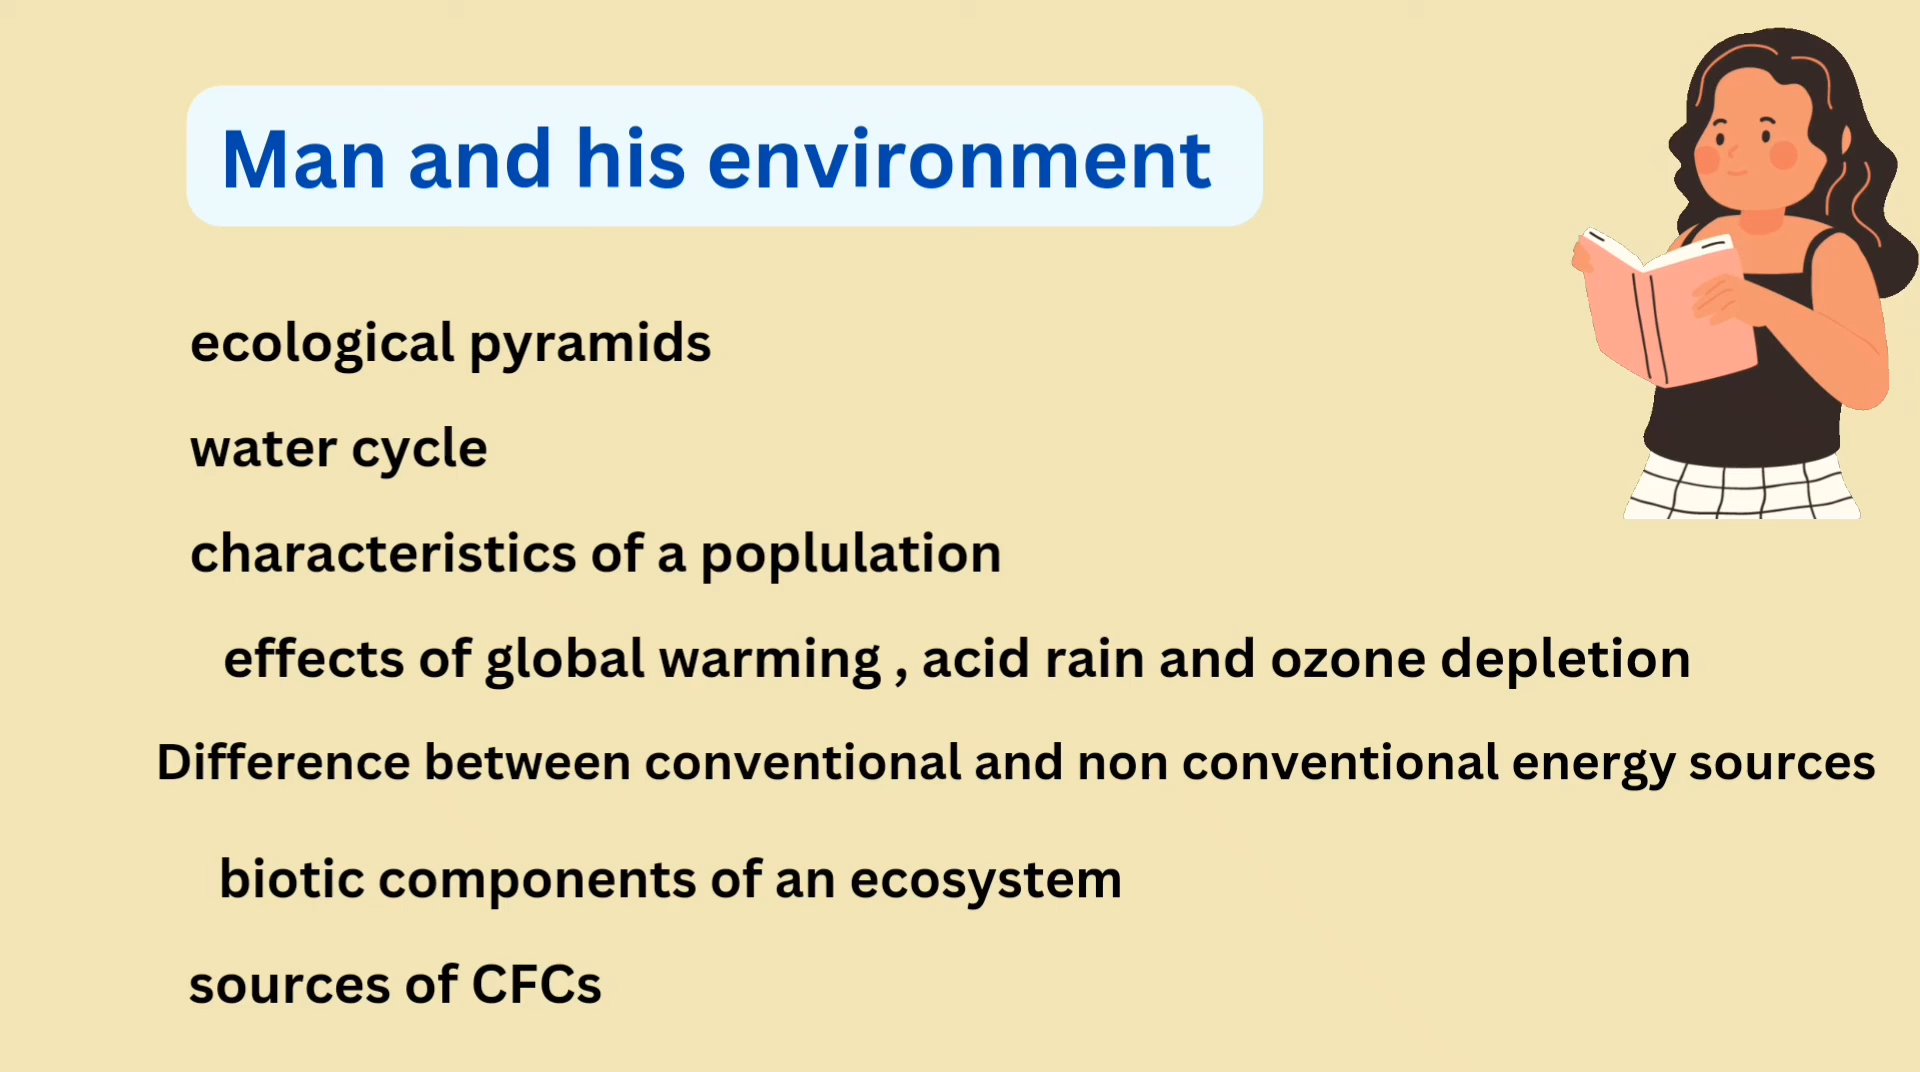 Man and his environment
ecological pyramids
water cycle
characteristics of a poplulation
effects of global warming , acid rain and ozone depletion
Difference between conventional and non conventional energy sources
biotic components of an ecosystem
sources of CFCs